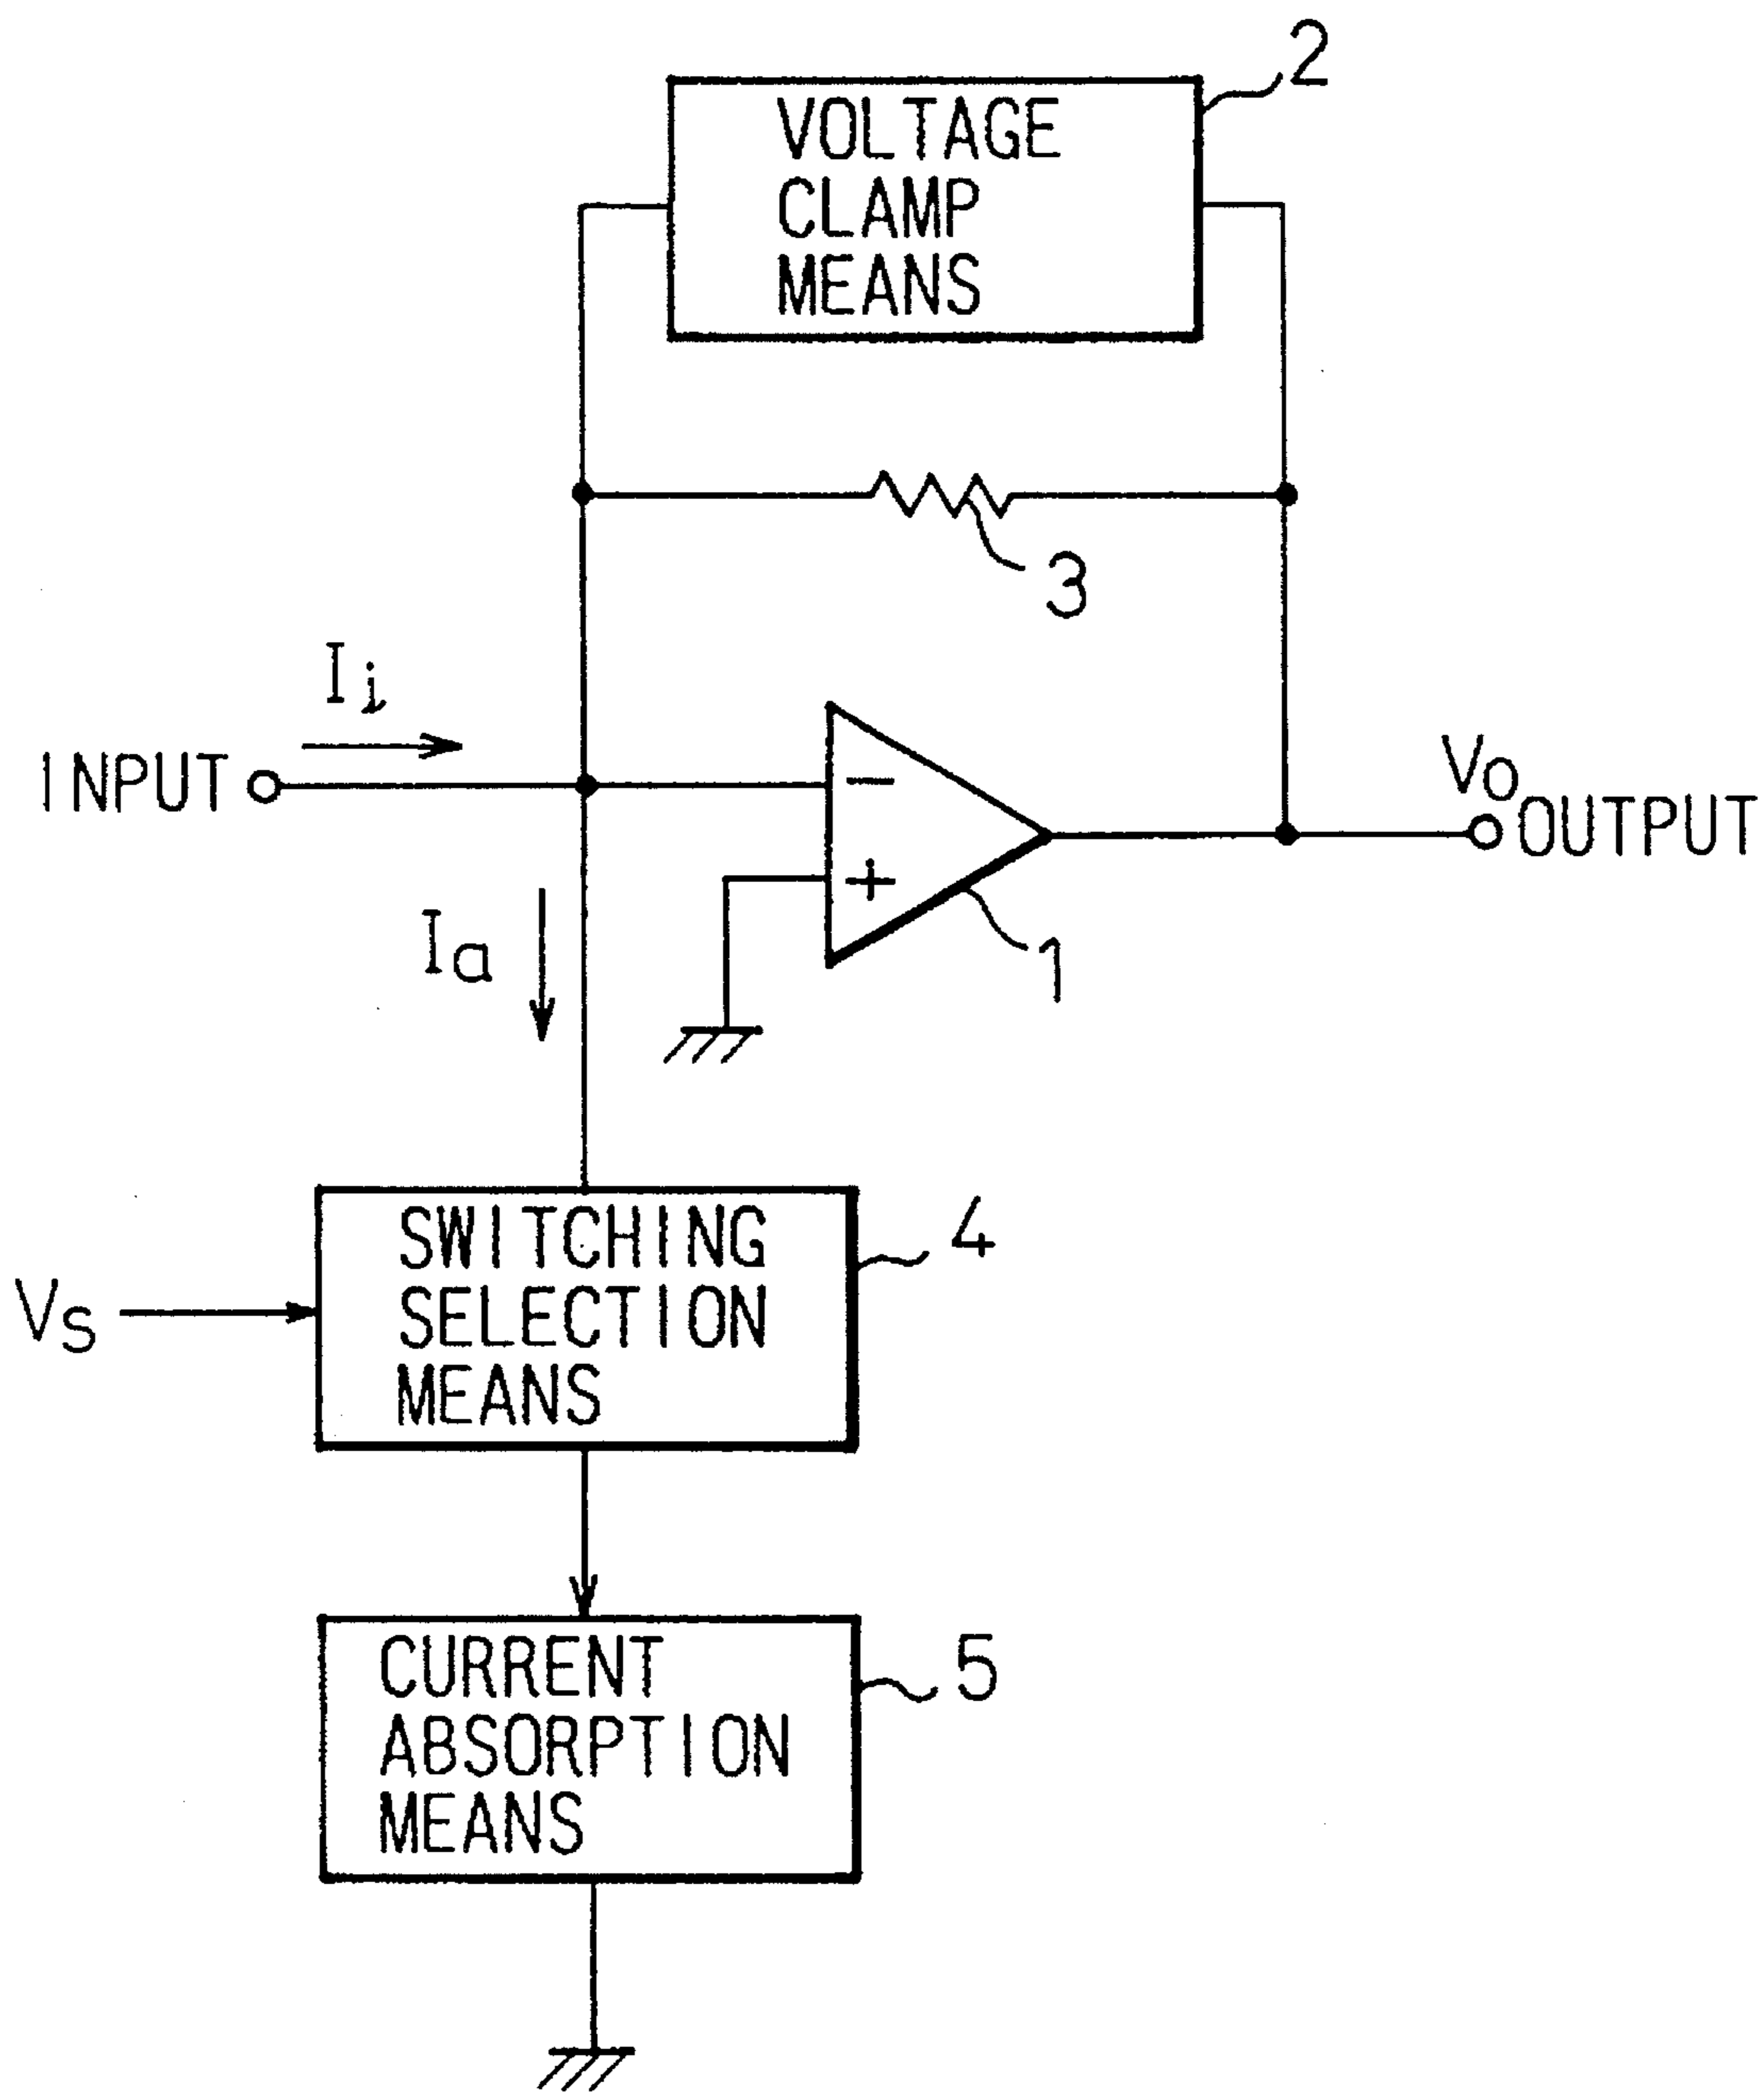 2
VOLTAGE
CLAMP
MEANS
3
Ii
INPUT
−
+
1
Vo
OUTPUT
Ia
SWITCHING
SELECTION
MEANS
4
Vs
CURRENT
ABSORPTION
MEANS
5